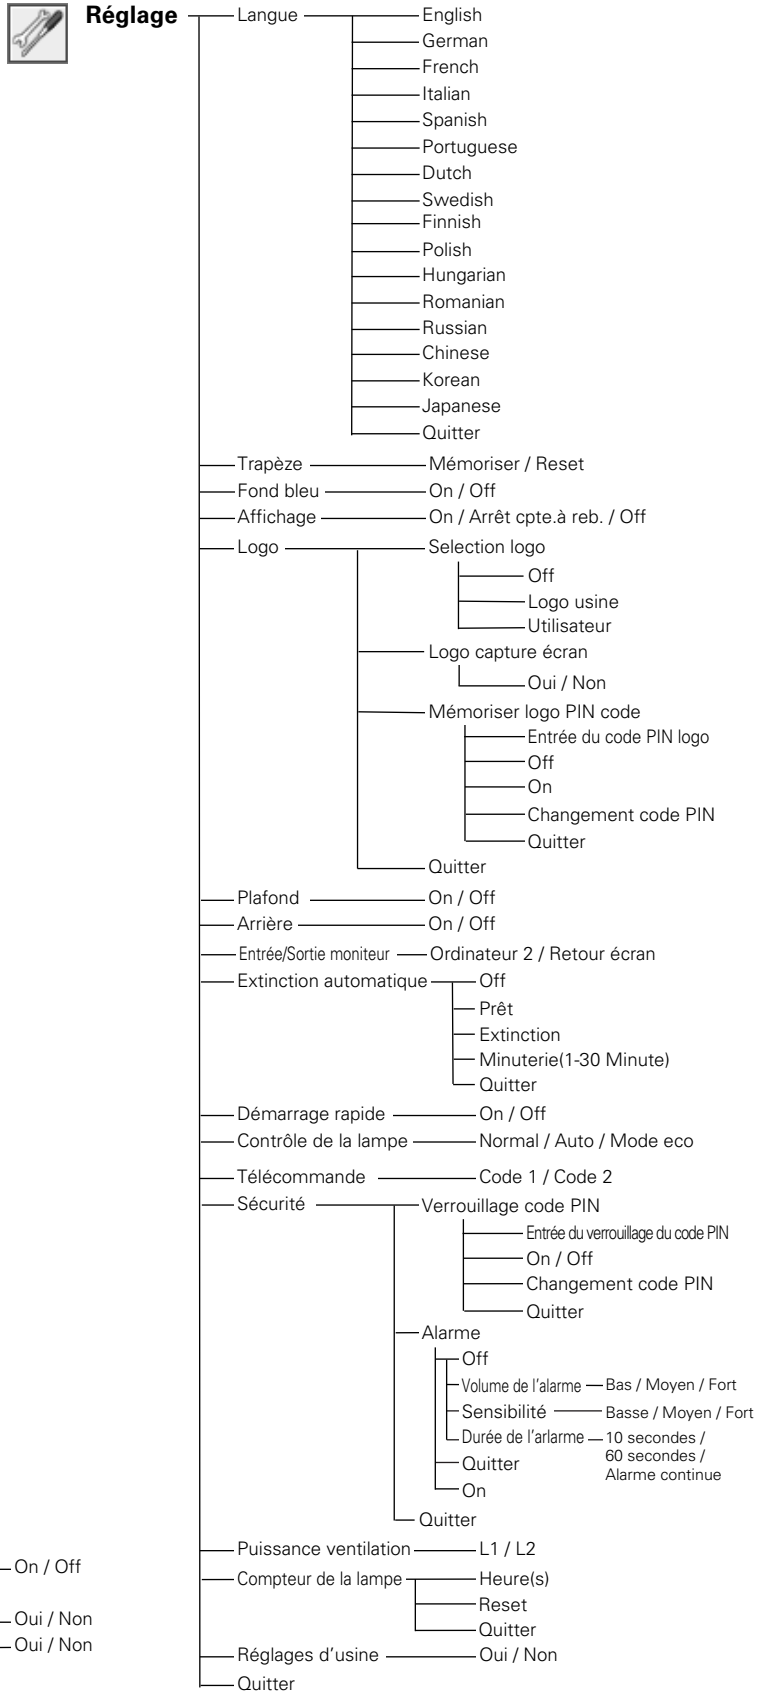 Réglage
Langue
English
German
French
Italian
Spanish
Portuguese
Dutch
Swedish
Finnish
Polish
Hungarian
Romanian
Russian
Chinese
Korean
Japanese
Quitter
Trapèze
Mémoriser / Reset
Fond bleu
On / Off
Affichage
On / Arrêt cpte.à reb. / Off
Logo
Selection logo
Off
Logo usine
Utilisateur
Logo capture écran
Oui / Non
Mémoriser logo PIN code
Entrée du code PIN logo
Off
On
Changement code PIN
Quitter
Quitter
Plafond
On / Off
Arrière
On / Off
Entrée/Sortie moniteur
Ordinateur 2 / Retour écran
Extinction automatique
Off
Prêt
Extinction
Minuterie(1-30 Minute)
Quitter
Démarrage rapide
On / Off
Contrôle de la lampe
Normal / Auto / Mode eco
Télécommande
Code 1 / Code 2
Sécurité
Verrouillage code PIN
Entrée du verrouillage du code PIN
On / Off
Changement code PIN
Quitter
Alarme
Off
Volume de l'alarme
Bas / Moyen / Fort
Sensibilité
Basse / Moyen / Fort
Durée de l'arlarme
10 secondes /
60 secondes /
Alarme continue
Quitter
On
Quitter
Puissance ventilation
L1 / L2
Compteur de la lampe
Heure(s)
Reset
Quitter
Réglages d'usine
Oui / Non
Quitter
On / Off
Oui / Non
Oui / Non